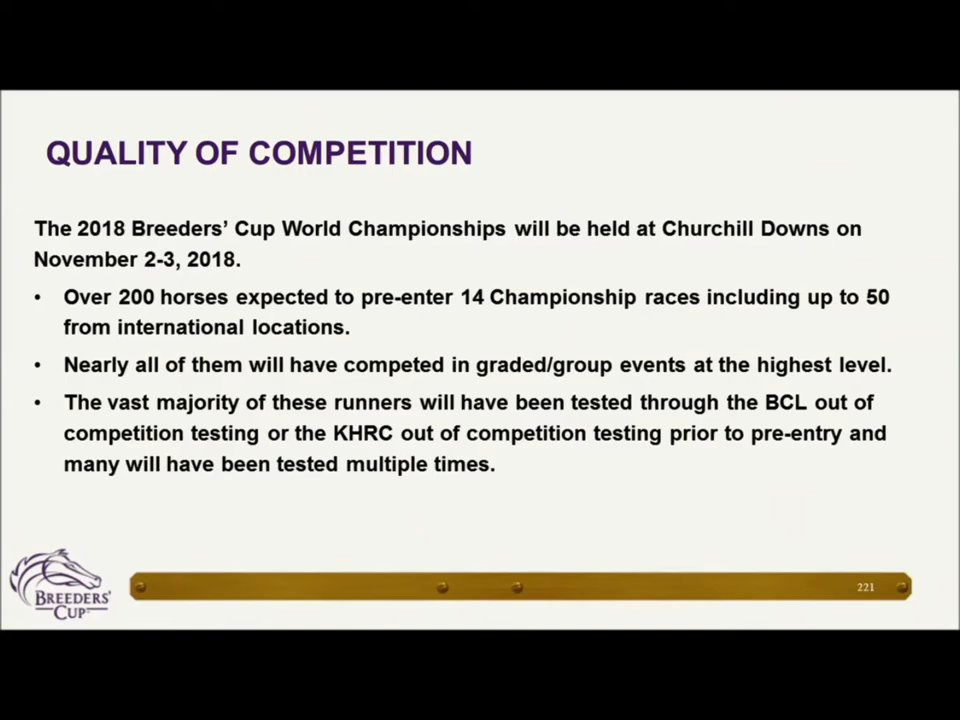 QUALITY OF COMPETITION
The 2018 Breeders’ Cup World Championships will be held at Churchill Downs on
November 2-3, 2018.
• Over 200 horses expected to pre-enter 14 Championship races including up to 50
from international locations.
• Nearly all of them will have competed in graded/group events at the highest level.
• The vast majority of these runners will have been tested through the BCL out of
competition testing or the KHRC out of competition testing prior to pre-entry and
many will have been tested multiple times.
BREEDERS’
CUP
221